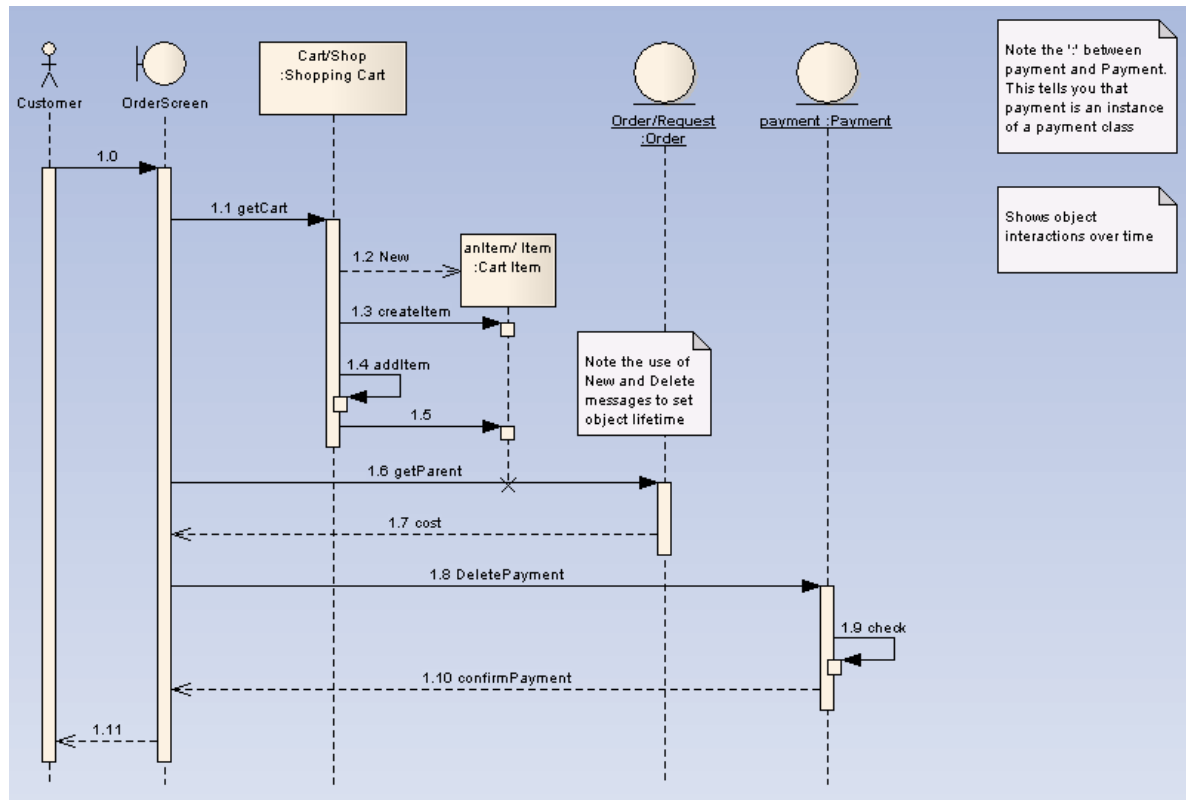 Customer
OrderScreen
Cart/Shop
:Shopping Cart
Order/Request
:Order
payment :Payment
Note the ':' between
payment and Payment.
This tells you that
payment is an instance
of a payment class
1.0
Shows object
interactions over time
1.1 getCart
anItem/ Item
:Cart Item
1.2 New
1.3 createItem
1.4 addItem
Note the use of
New and Delete
messages to set
object lifetime
1.5
1.6 getParent
1.7 cost
1.8 DeletePayment
1.9 check
1.10 confirmPayment
1.11